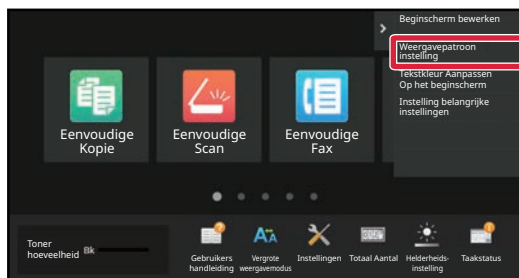 Beginscherm bewerken
Weergavepatroon
instelling
Tekstkleur Aanpassen
Op het beginscherm
Instelling belangrijke
instellingen
Eenvoudige
Kopie
Eenvoudige
Scan
Eenvoudige
Fax
Toner
hoeveelheid
Bk
Gebruikers
handleiding
Vergrote
weergavemodus
Instellingen
Totaal Aantal
Helderheids-
instelling
Taakstatus